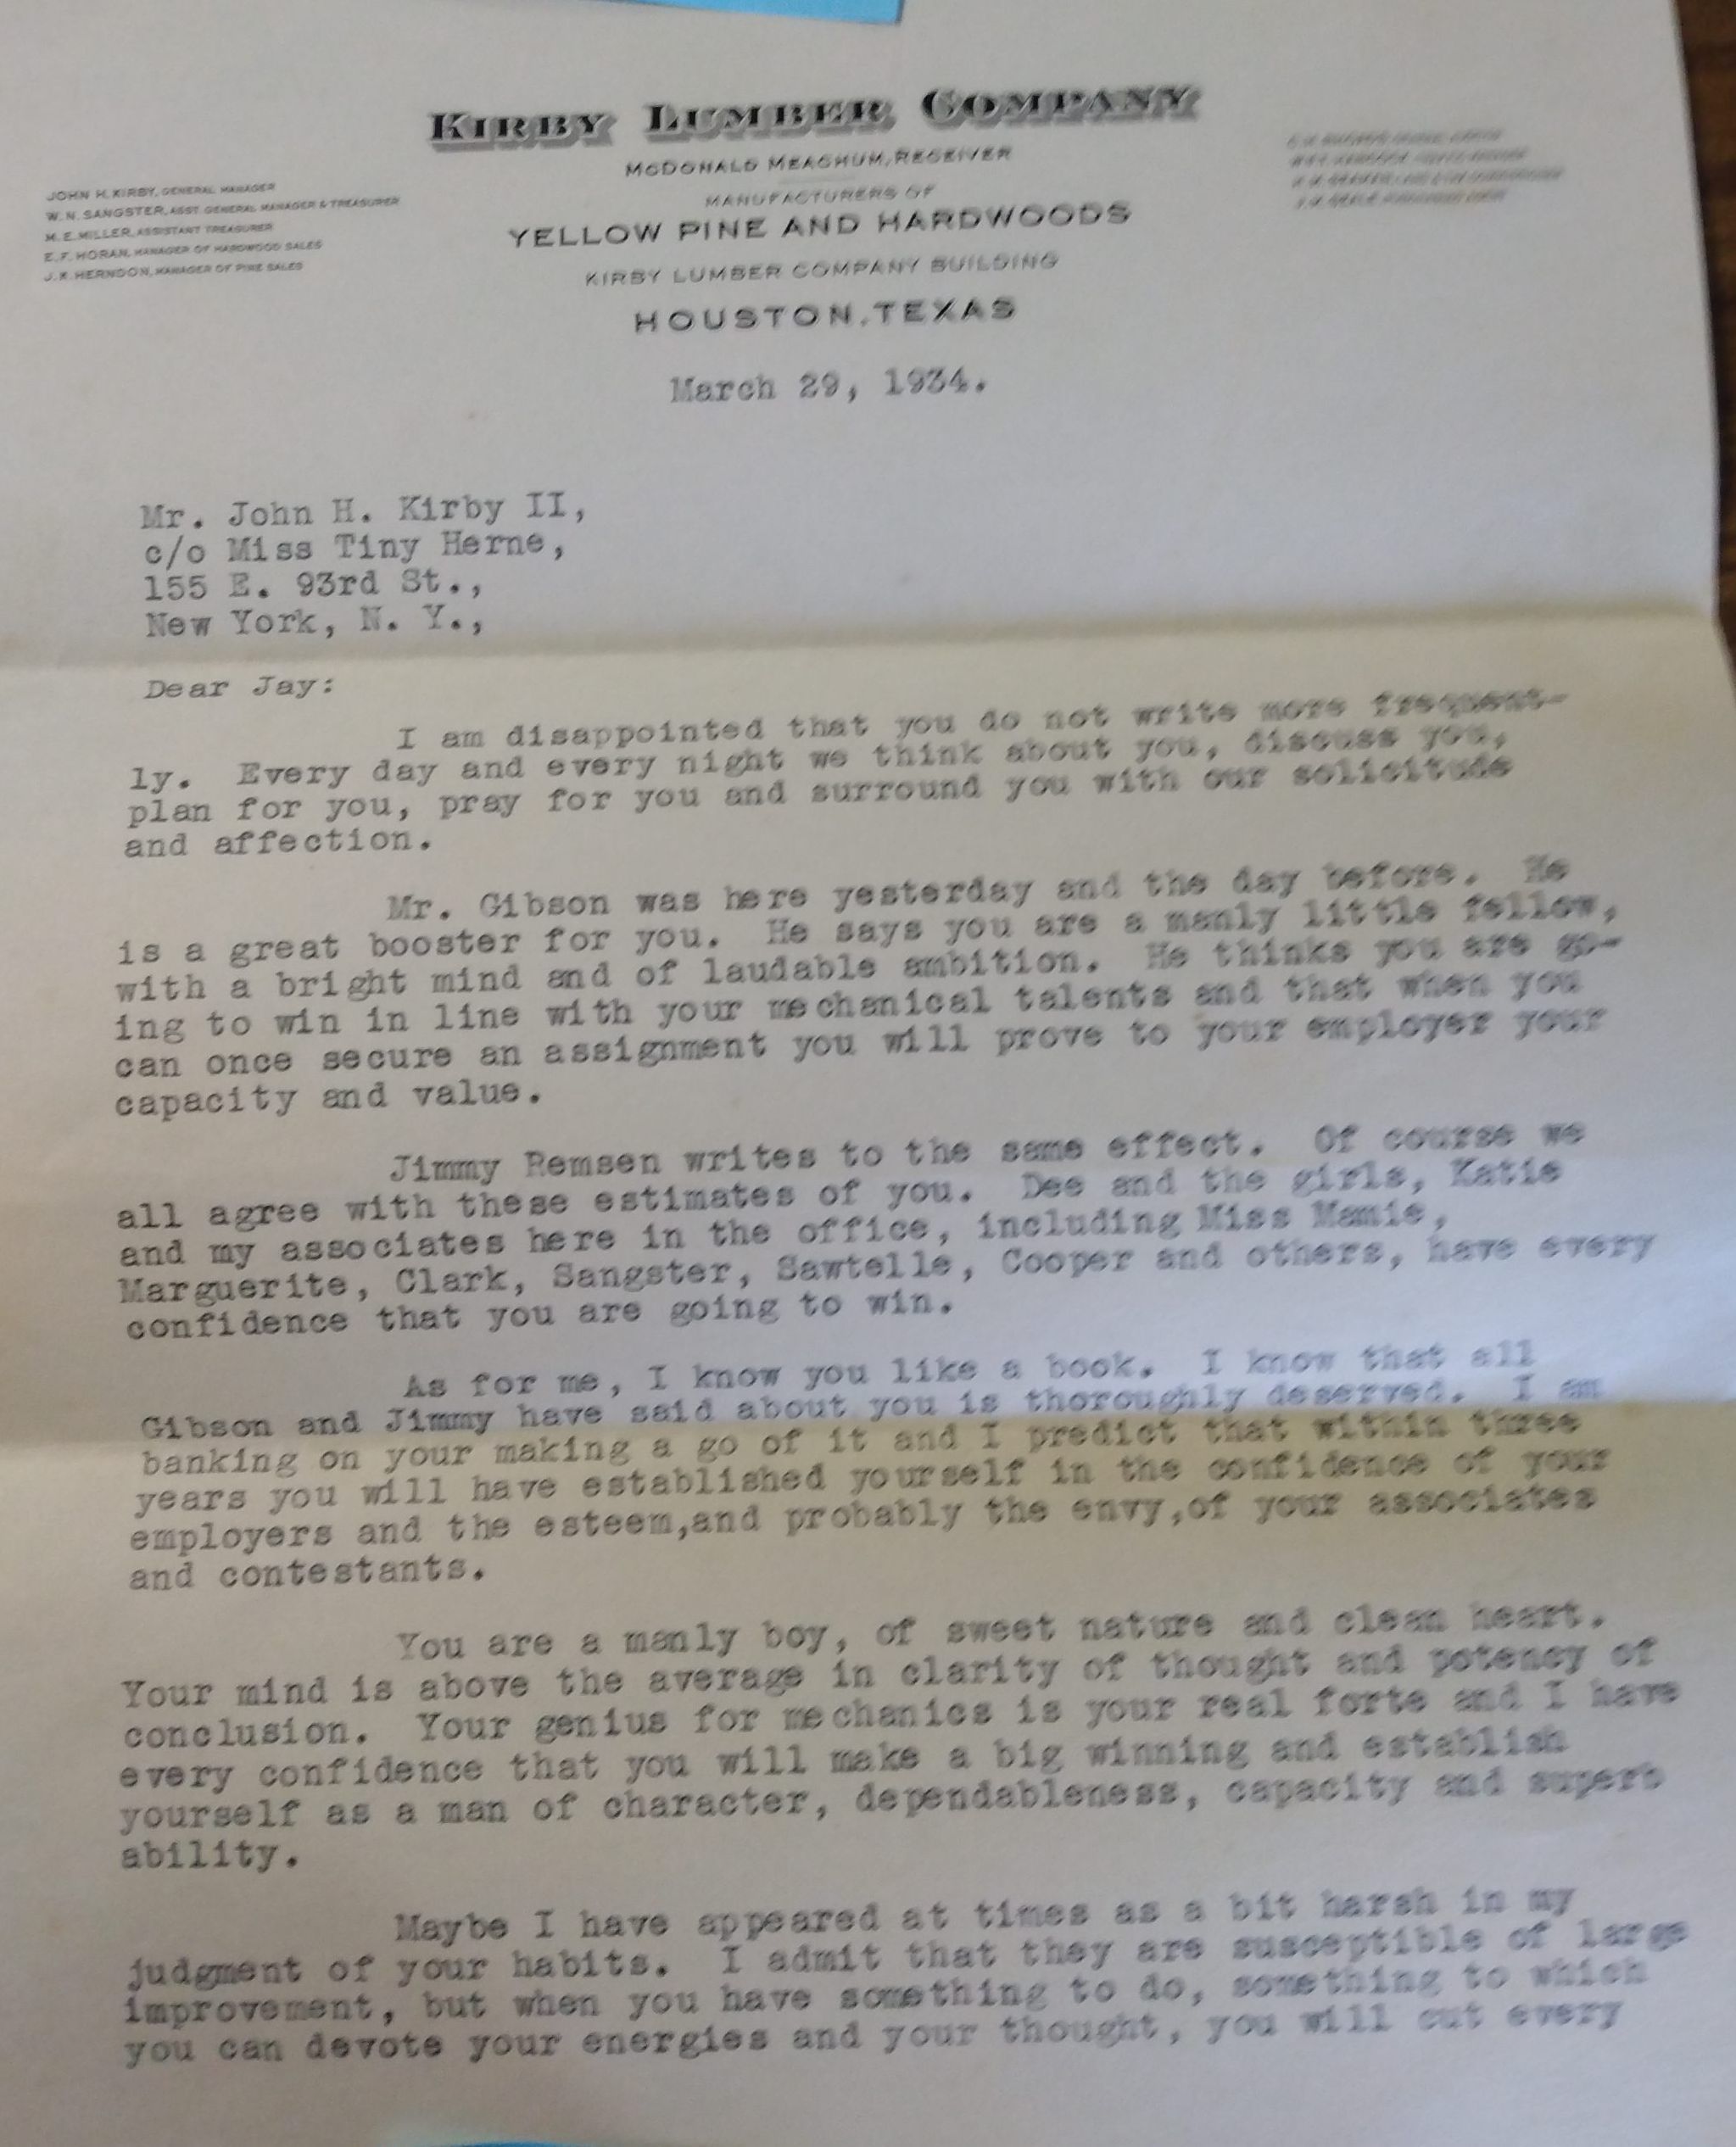 KIRBY LUMBER COMPANY
MCDONALD MEACHUM, RECEIVER
MANUFACTURERS OF
YELLOW PINE AND HARDWOODS
KIRBY LUMBER COMPANY BUILDING
HOUSTON, TEXAS
JOHN H. KIRBY, GENERAL MANAGER
W. N. SANGSTER, ASST. GENERAL MANAGER & TREASURER
M. E. MILLER, ASSISTANT TREASURER
E. F. HORAN, MANAGER OF HARDWOOD SALES
J. K. HERNDON, MANAGER OF PINE SALES
March 29, 1934.
Mr. John H. Kirby II,
c/o Miss Tiny Herne,
155 E. 93rd St.,
New York, N. Y.,
Dear Jay:
I am disappointed that you do not write more frequent-
ly. Every day and every night we think about you, discuss you,
plan for you, pray for you and surround you with our solicitude
and affection.
Mr. Gibson was here yesterday and the day before. He
is a great booster for you. He says you are a manly little fellow,
with a bright mind and of laudable ambition. He thinks you are go-
ing to win in line with your mechanical talents and that when you
can once secure an assignment you will prove to your employer your
capacity and value.
Jimmy Remsen writes to the same effect. Of course we
all agree with these estimates of you. Dee and the girls, Katie
and my associates here in the office, including Miss Mamie,
Marguerite, Clark, Sangster, Sawtelle, Cooper and others, have every
confidence that you are going to win.
As for me, I know you like a book. I know that all
Gibson and Jimmy have said about you is thoroughly deserved. I am
banking on your making a go of it and I predict that within three
years you will have established yourself in the confidence of your
employers and the esteem,and probably the envy,of your associates
and contestants.
You are a manly boy, of sweet nature and clean heart.
Your mind is above the average in clarity of thought and potency of
conclusion. Your genius for mechanics is your real forte and I have
every confidence that you will make a big winning and establish
yourself as a man of character, dependableness, capacity and superb
ability.
Maybe I have appeared at times as a bit harsh in my
judgment of your habits. I admit that they are susceptible of large
improvement, but when you have something to do, something to which
you can devote your energies and your thought, you will cut every